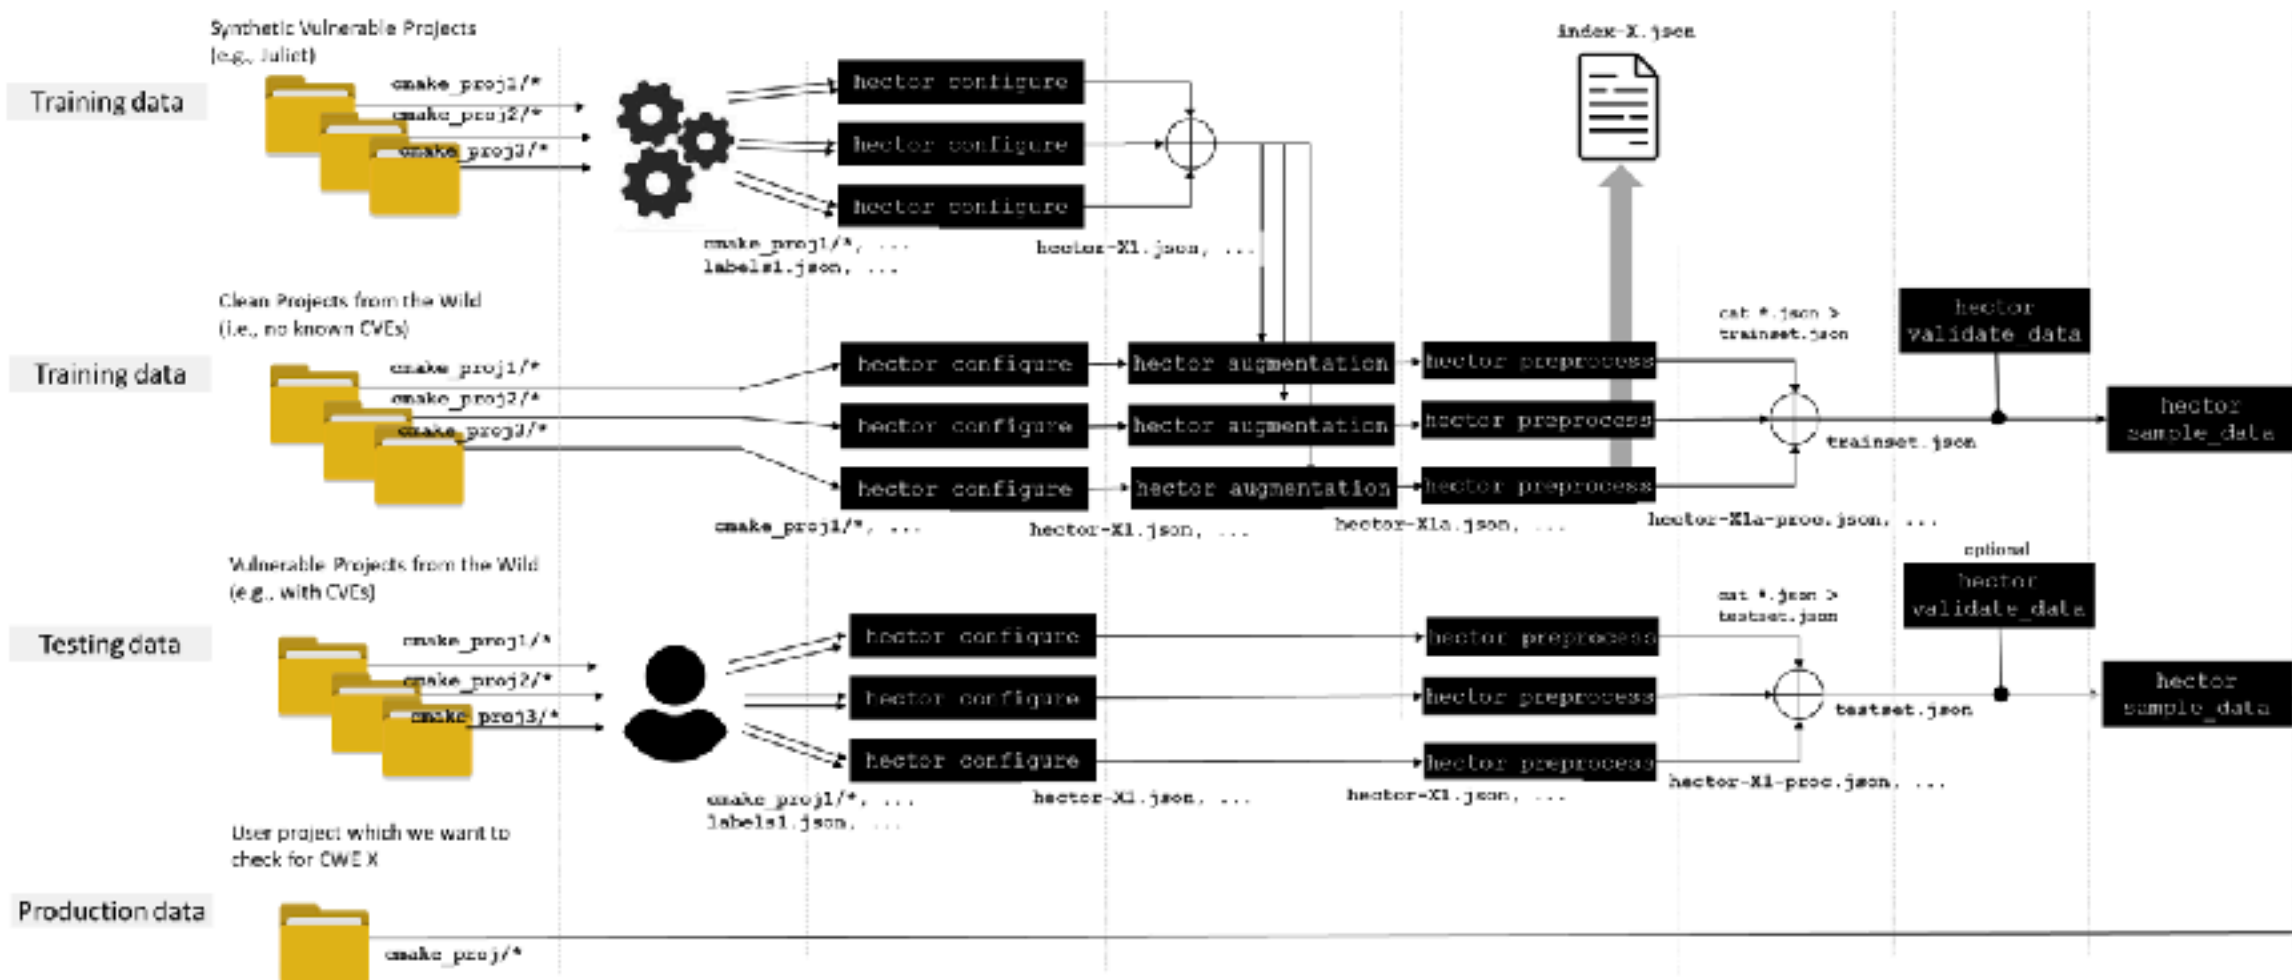 Synthetic Vulnerable Projects
(e.g., Juliet)
index-X.json
Training data
cmake_proj1/*
cmake_proj2/*
cmake_proj3/*
hector configure
hector configure
hector configure
cmake_proj1/*, ...
labels1.json, ...
hector-X1.json, ...
Clean Projects from the Wild
(i.e., no known CVEs)
Training data
cmake_proj1/*
cmake_proj2/*
cmake_proj3/*
hector configure
hector augmentation
hector preprocess
hector configure
hector augmentation
hector preprocess
hector configure
hector augmentation
hector preprocess
cat *.json >
trainset.json
hector
validate_data
hector
sample_data
trainset.json
cmake_proj1/*, ...
hector-X1.json, ...
hector-X1a.json, ...
hector-X1a-proc.json, ...
Vulnerable Projects from the Wild
(e.g., with CVEs)
Testing data
cmake_proj1/*
cmake_proj2/*
cmake_proj3/*
hector configure
hector preprocess
hector configure
hector preprocess
hector configure
hector preprocess
cat *.json >
testset.json
optional
hector
validate_data
hector
sample_data
testset.json
cmake_proj1/*, ...
labels1.json, ...
hector-X1.json, ...
hector-X1.json, ...
hector-X1-proc.json, ...
User project which we want to
check for CWE X
Production data
cmake_proj/*